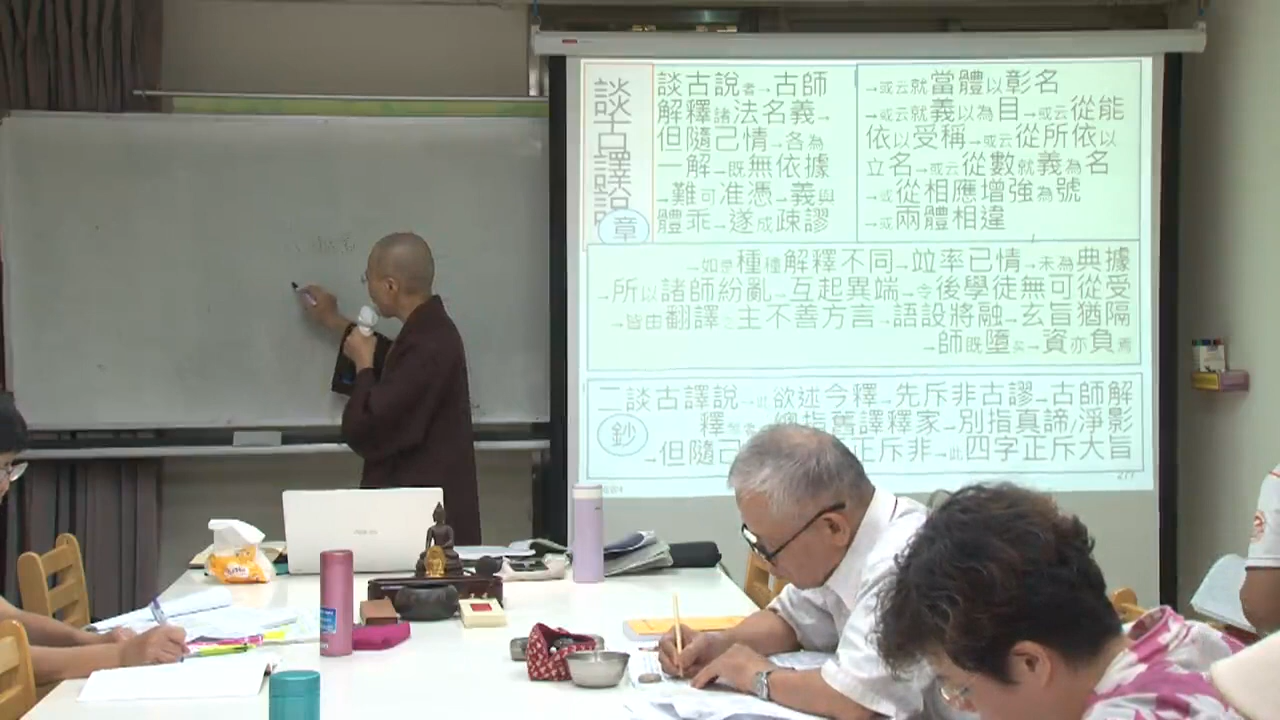 談古譯說
章
談古說者→古師
解釋諸法名義→
但隨己情→各為
一解→既無依據
→難可准憑→義與
體乖→遂成疎謬
→或云就當體以彰名
→或云就義以為目→或云從能
依以受稱→或云從所依以
立名→或云從數就義為名
→或從相應增強為號
→或兩體相違
→如是種種解釋不同→竝率已情→未為典據
→所以諸師紛亂→互起異端→令後學徒無可從受
→皆由翻譯之主不善方言→語設將融→玄旨猶隔
→師既墮矣→資亦負焉
二談古譯說→此欲述今釋→先斥非古謬→古師解
釋 總指舊譯釋家→別指真諦/淨影
鈔
→但隨己 正斥非→此四字正斥大旨
277